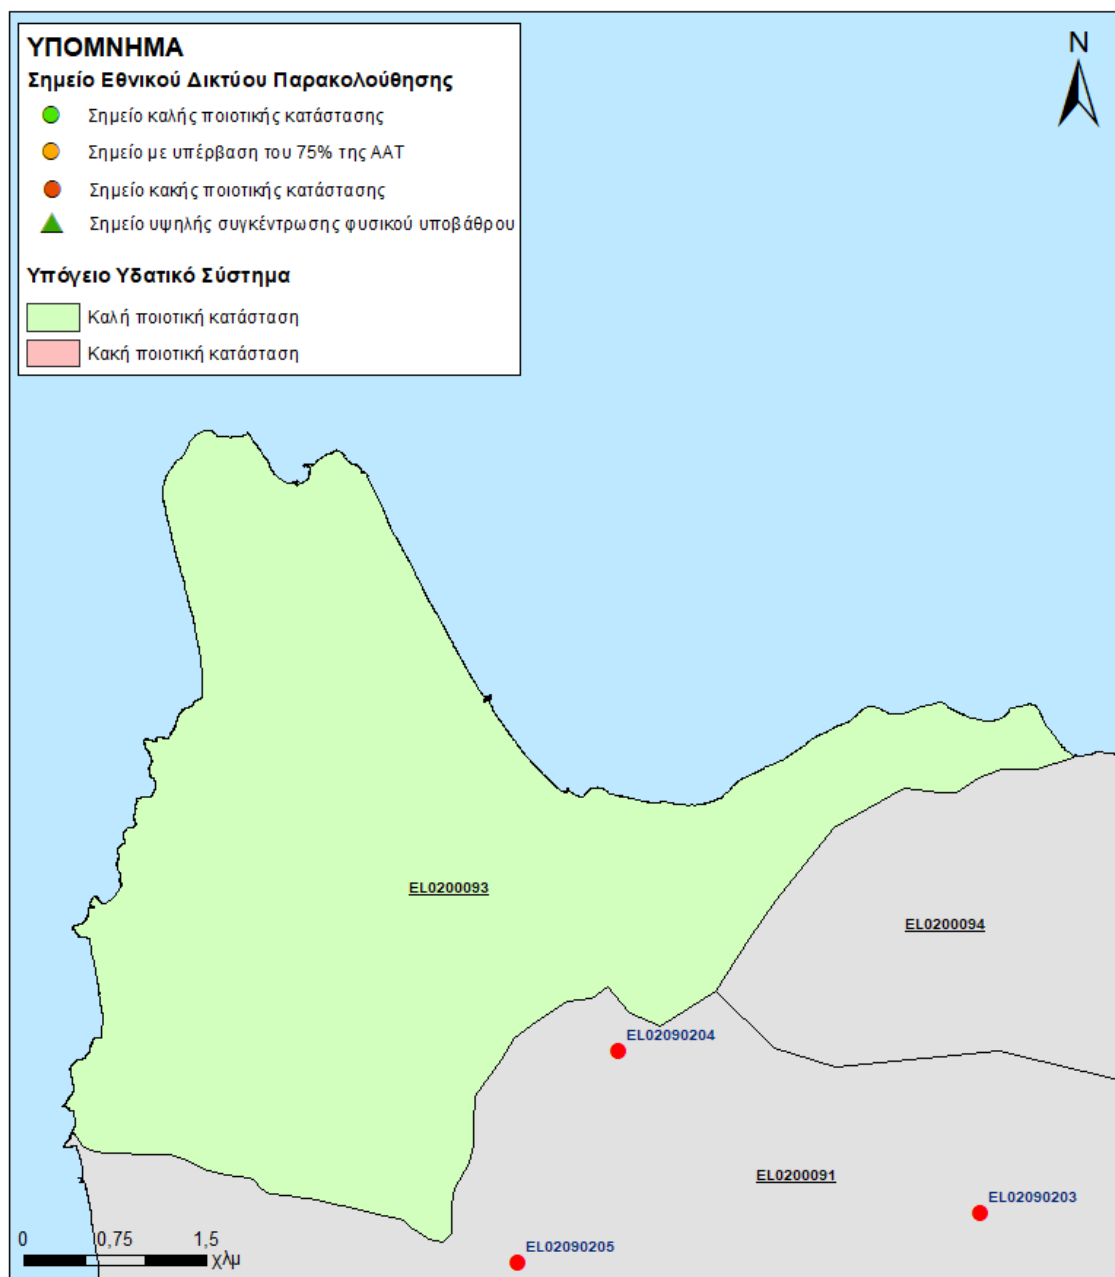 ΥΠΟΜΝΗΜΑ
Σημείο Εθνικού Δικτύου Παρακολούθησης
Σημείο καλής ποιοτικής κατάστασης
Σημείο με υπέρβαση του 75% της ΑΑΤ
Σημείο κακής ποιοτικής κατάστασης
Σημείο υψηλής συγκέντρωσης φυσικού υποβάθρου
Υπόγειο Υδατικό Σύστημα
Καλή ποιοτική κατάσταση
Κακή ποιοτική κατάσταση
N
EL0200093
EL0200094
EL02090204
EL0200091
EL02090203
EL02090205
0 0,75 1,5
χλμ